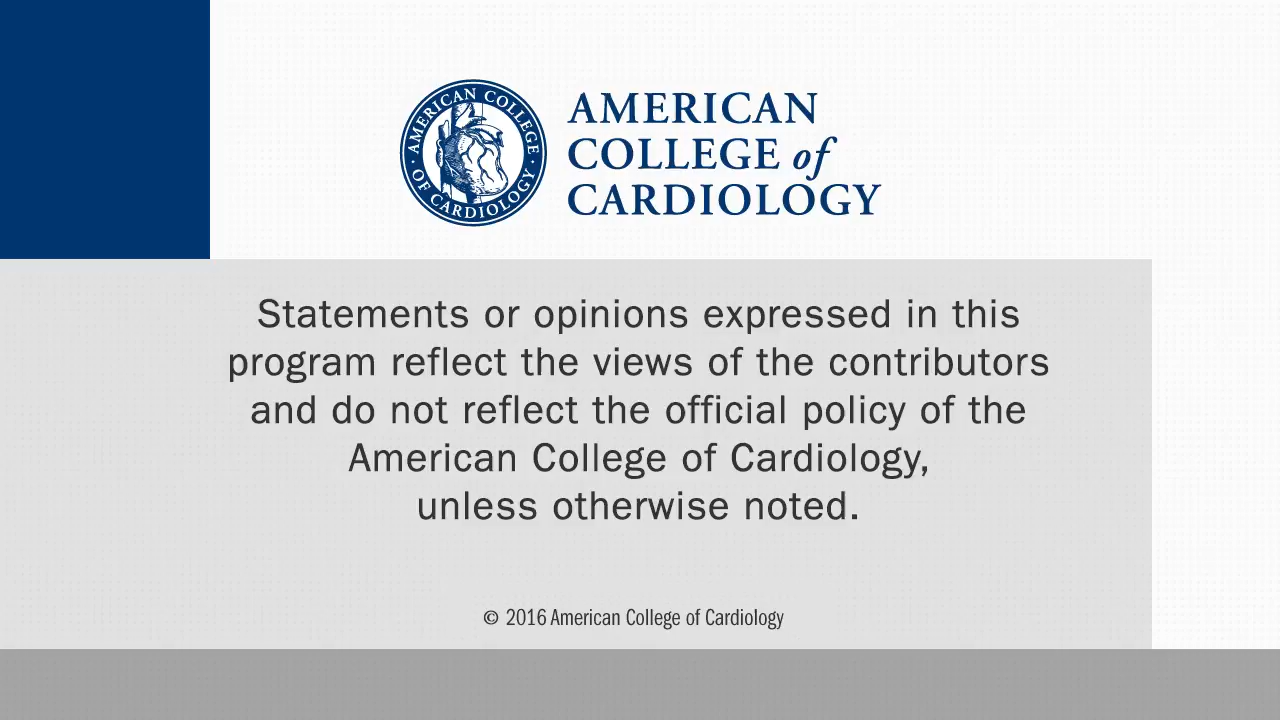 AMERICAN COLLEGE
· OF CARDIOLOGY ·
AMERICAN
COLLEGE of
CARDIOLOGY
Statements or opinions expressed in this
program reflect the views of the contributors
and do not reflect the official policy of the
American College of Cardiology,
unless otherwise noted.
© 2016 American College of Cardiology